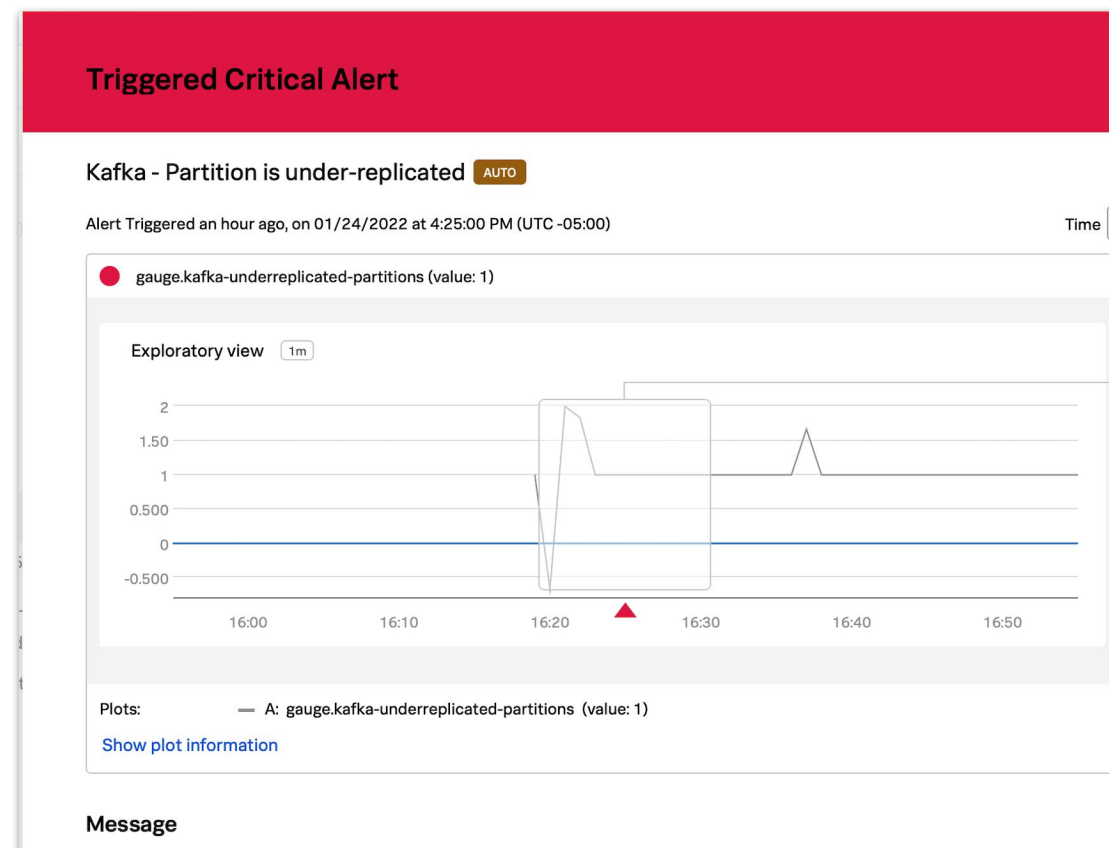 Triggered Critical Alert
Kafka - Partition is under-replicated AUTO
Alert Triggered an hour ago, on 01/24/2022 at 4:25:00 PM (UTC -05:00)
Time
gauge.kafka-underreplicated-partitions (value: 1)
Exploratory view 1m
2
1.50
1
0.500
0
-0.500
16:00 16:10 16:20 16:30 16:40 16:50
Plots: A: gauge.kafka-underreplicated-partitions (value: 1)
Show plot information
Message